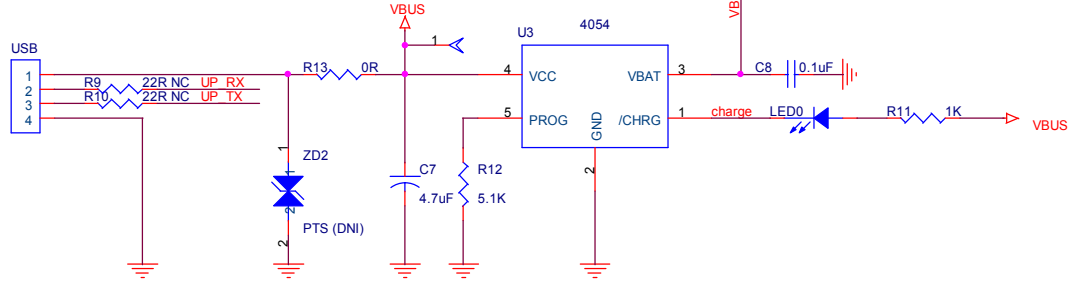 VBUS
VB
1
U3
4054
USB
1
2
3
4
R13
0R
R9
22R NC
UP_RX
R10
22R NC
UP_TX
4
VCC
VBAT
3
C8
0.1uF
5
PROG
GND
/CHRG
1
charge
LED0
R11
1K
VBUS
1
ZD2
1
2
PTS (DNI)
2
C7
4.7uF
R12
5.1K
2